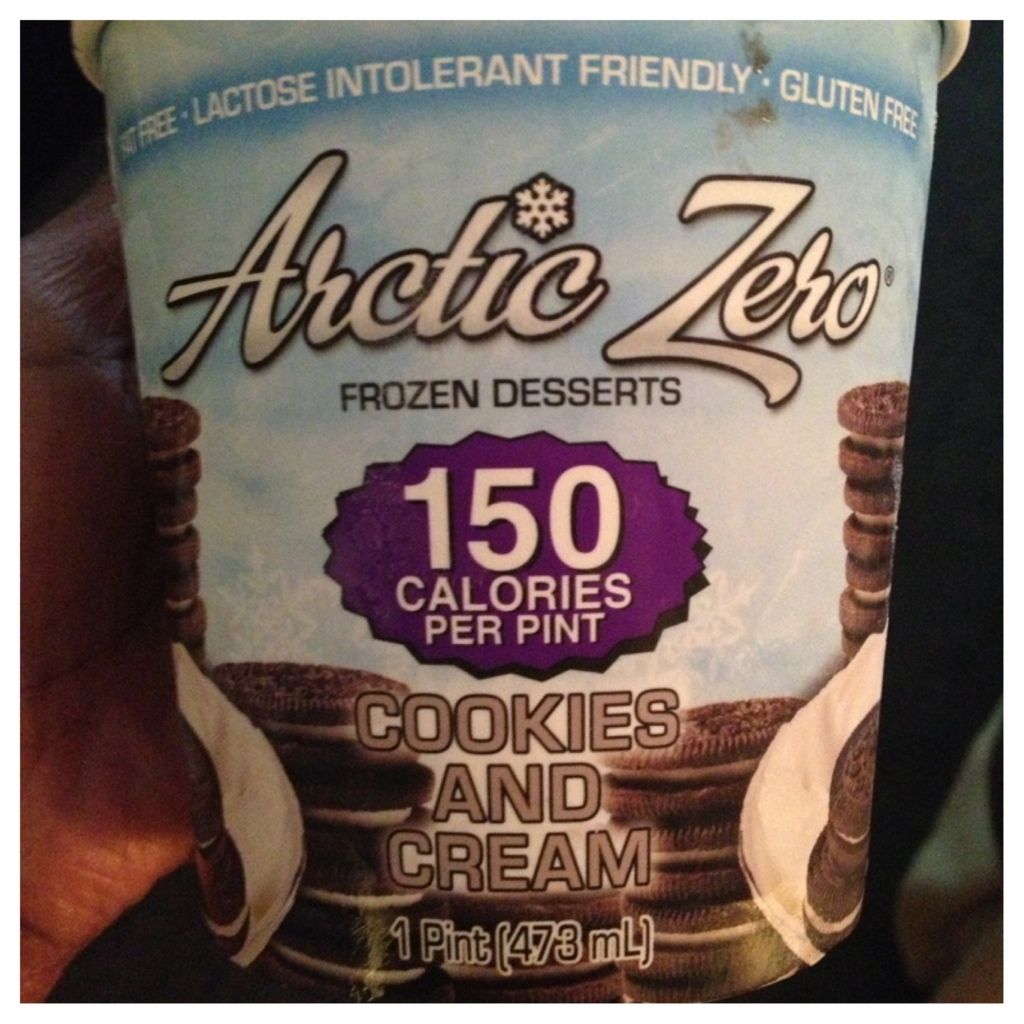 FAT FREE · LACTOSE INTOLERANT FRIENDLY · GLUTEN FREE
Arctic Zero®
FROZEN DESSERTS
150
CALORIES
PER PINT
COOKIES
AND
CREAM
1 Pint (473 mL)